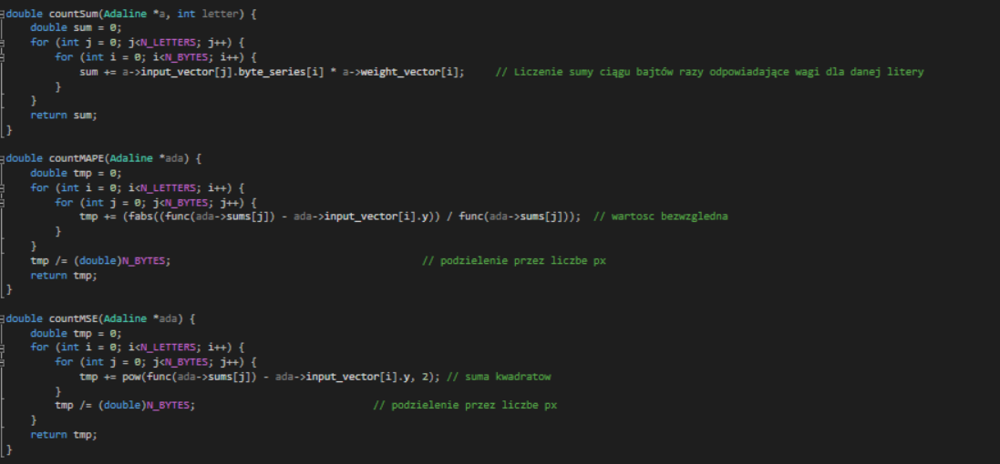 double countSum(Adaline *a, int letter) {
    double sum = 0;
    for (int j = 0; j<N_LETTERS; j++) {
        for (int i = 0; i<N_BYTES; i++) {
            sum += a->input_vector[j].byte_series[i] * a->weight_vector[i];     // Liczenie sumy ciągu bajtów razy odpowiadające wagi dla danej litery
        }
    }
    return sum;
}

double countMAPE(Adaline *ada) {
    double tmp = 0;
    for (int i = 0; i<N_LETTERS; i++) {
        for (int j = 0; j<N_BYTES; j++) {
            tmp += (fabs((func(ada->sums[j]) - ada->input_vector[i].y)) / func(ada->sums[j]));  // wartosc bezwzgledna
        }
    }
    tmp /= (double)N_BYTES;                                         // podzielenie przez liczbe px
    return tmp;
}

double countMSE(Adaline *ada) {
    double tmp = 0;
    for (int i = 0; i<N_LETTERS; i++) {
        for (int j = 0; j<N_BYTES; j++) {
            tmp += pow(func(ada->sums[j]) - ada->input_vector[i].y, 2); // suma kwadratow
        }
        tmp /= (double)N_BYTES;                             // podzielenie przez liczbe px
    }
    return tmp;
}